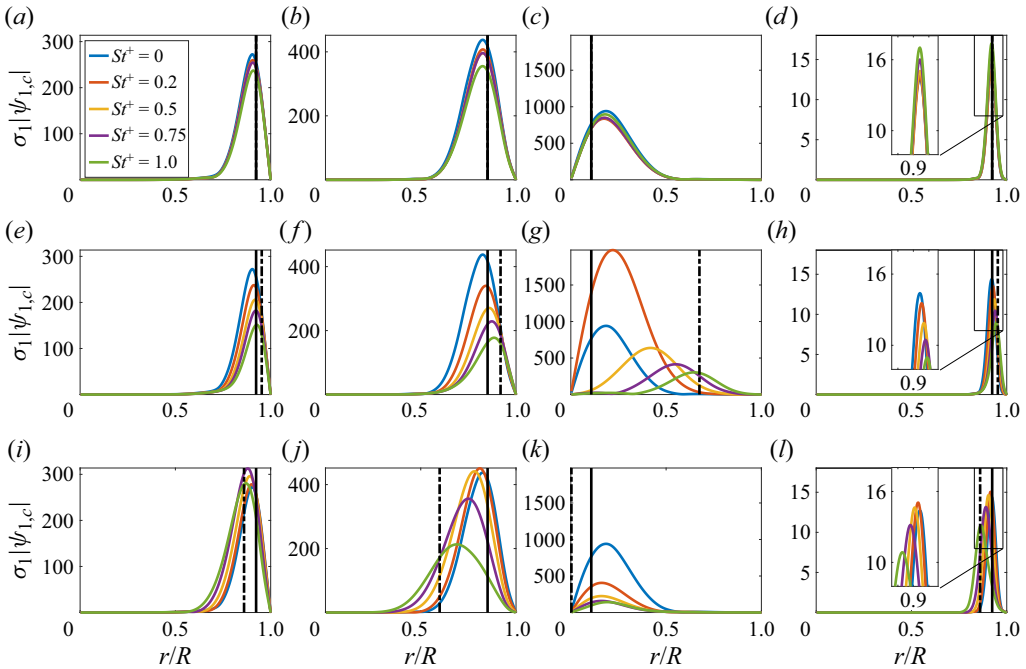 (a) (b) (c) (d)
300 400 1500 15
200 300 1000 10
100 200 500 5
0 0.5 1.0 0 0.5 1.0 0 0.5 1.0 0 0.5 1.0
σ1|ψ1,c|
St+ = 0
St+ = 0.2
St+ = 0.5
St+ = 0.75
St+ = 1.0
16
10
0.9
(e) (f) (g) (h)
300 400 1500 15
200 200 1000 10
100 500 5
0 0.5 1.0 0 0.5 1.0 0 0.5 1.0 0 0.5 1.0
σ1|ψ1,c|
16
10
0.9
(i) (j) (k) (l)
300 400 1500 15
200 200 1000 10
100 500 5
0 0.5 1.0 0 0.5 1.0 0 0.5 1.0 0 0.5 1.0
σ1|ψ1,c|
16
10
0.9
r/R r/R r/R r/R